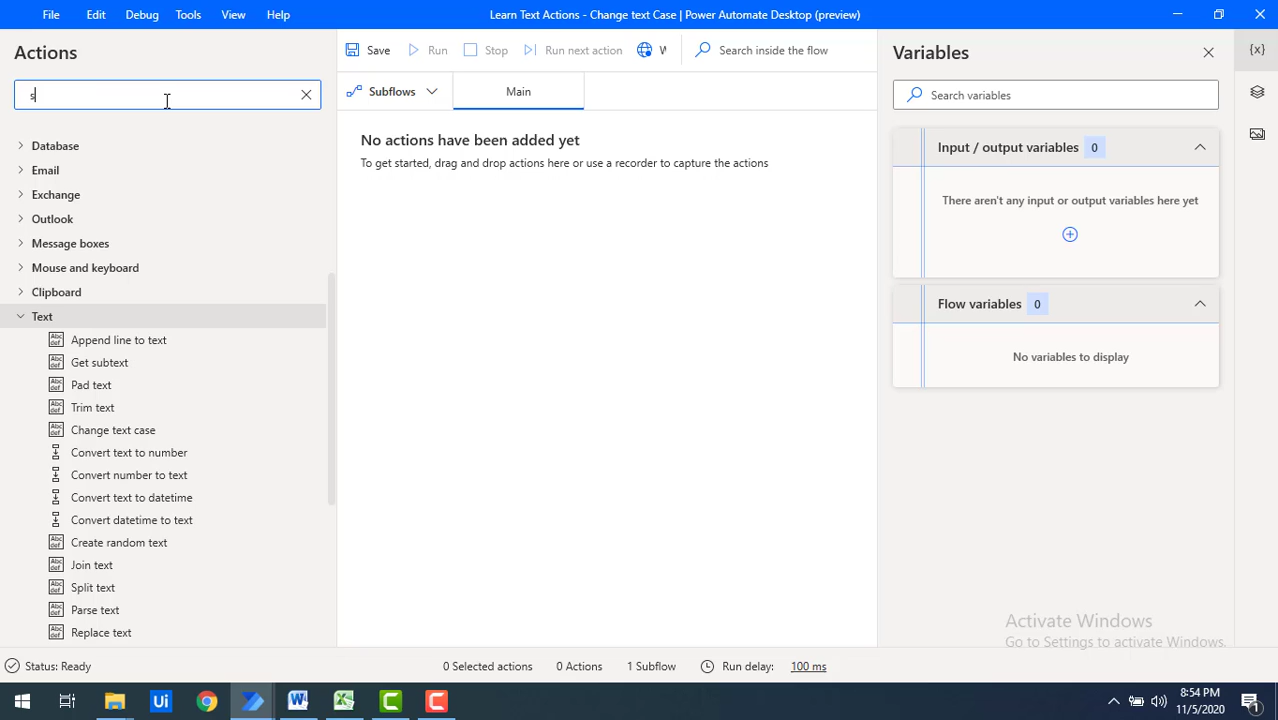 File Edit Debug Tools View Help
Learn Text Actions - Change text Case | Power Automate Desktop (preview)
Actions
s
Database
Email
Exchange
Outlook
Message boxes
Mouse and keyboard
Clipboard
Text
Append line to text
Get subtext
Pad text
Trim text
Change text case
Convert text to number
Convert number to text
Convert text to datetime
Convert datetime to text
Create random text
Join text
Split text
Parse text
Replace text
Save Run Stop Run next action W Search inside the flow
Subflows Main
No actions have been added yet
To get started, drag and drop actions here or use a recorder to capture the actions
Variables
{x}
Search variables
Input / output variables 0
There aren't any input or output variables here yet
Flow variables 0
No variables to display
Activate Windows
Go to Settings to activate Windows.
Status: Ready 0 Selected actions 0 Actions 1 Subflow Run delay: 100 ms
Ui
8:54 PM
11/5/2020
1